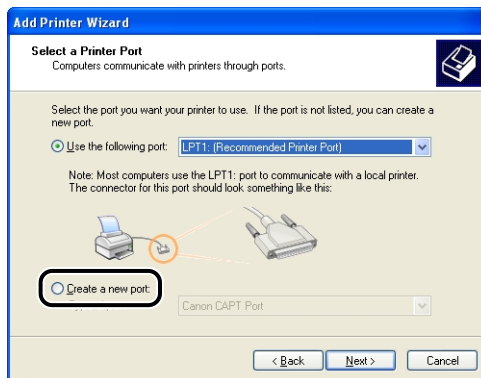 Add Printer Wizard
Select a Printer Port
Computers communicate with printers through ports.
Select the port you want your printer to use. If the port is not listed, you can create a
new port.
Use the following port: LPT1: (Recommended Printer Port)
Note: Most computers use the LPT1: port to communicate with a local printer.
The connector for this port should look something like this:
Create a new port:
Canon CAPT Port
< Back Next > Cancel